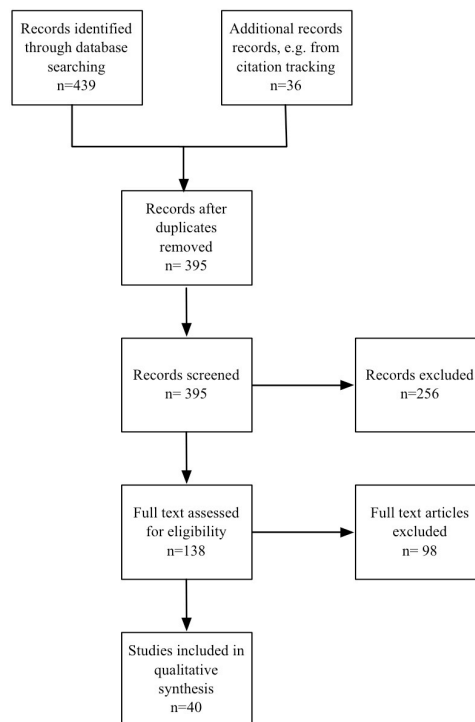 Records identified
through database
searching
n=439
Additional records
records, e.g. from
citation tracking
n=36
Records after
duplicates
removed
n= 395
Records screened
n= 395
Records excluded
n=256
Full text assessed
for eligibility
n=138
Full text articles
excluded
n= 98
Studies included in
qualitative
synthesis
n=40